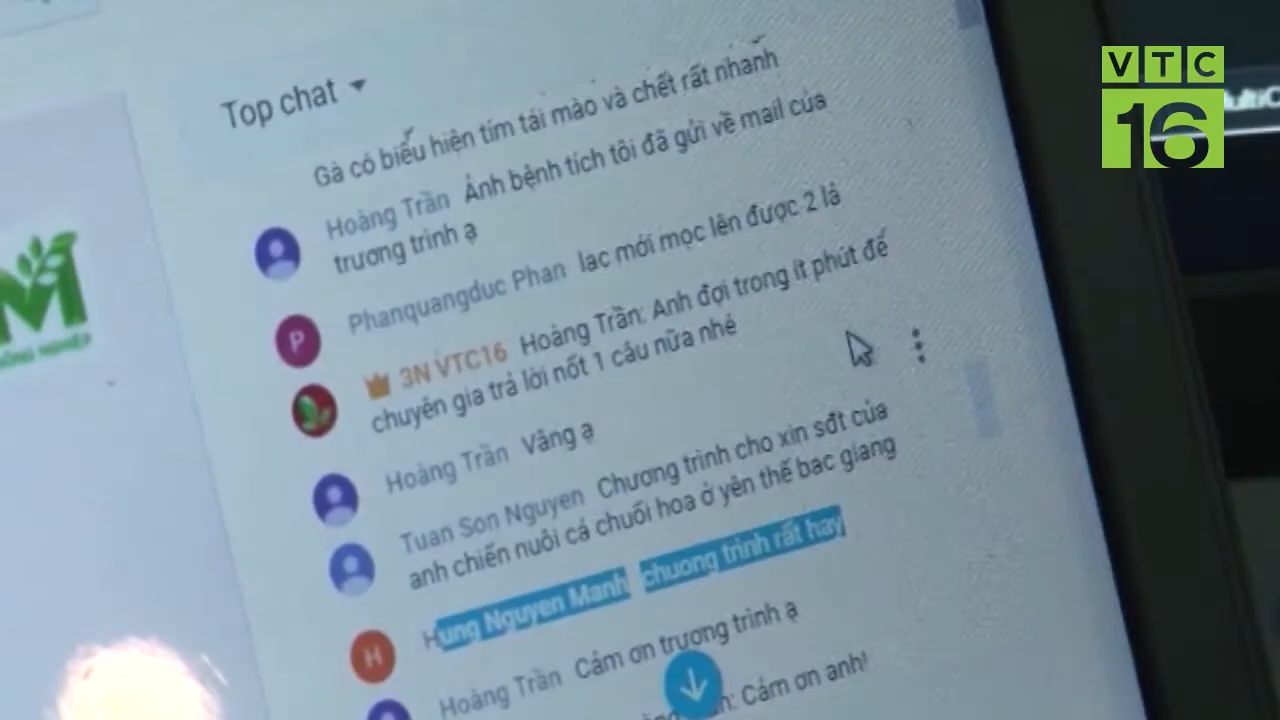 VTC
16
Top chat
Gà có biểu hiện tím tái mào và chết rất nhanh
Hoàng Trần Ảnh bệnh tích tôi đã gửi về mail của
trương trinh ạ
Phanquangduc Phan lac mới mọc lên được 2 lá
3N VTC16 Hoàng Trần: Anh đợi trong ít phút để
chuyên gia trả lời nốt 1 câu nữa nhé
Hoàng Trần Vâng ạ
Tuan Son Nguyen Chương trình cho xin sđt của
anh chiến nuôi cá chuối hoa ở yên thế bac giang
Hung Nguyen Manh chuong trinh rất hay
Hoàng Trần Cảm ơn trương trình ạ
Cảm ơn anh!
P
H
M